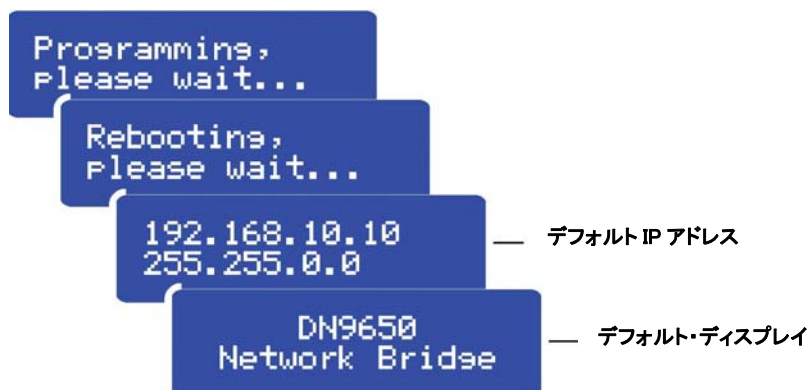 Programming,
please wait...
Rebooting,
please wait...
192.168.10.10
255.255.0.0
デフォルト IP アドレス
DN9650
Network Bridge
デフォルト・ディスプレイ